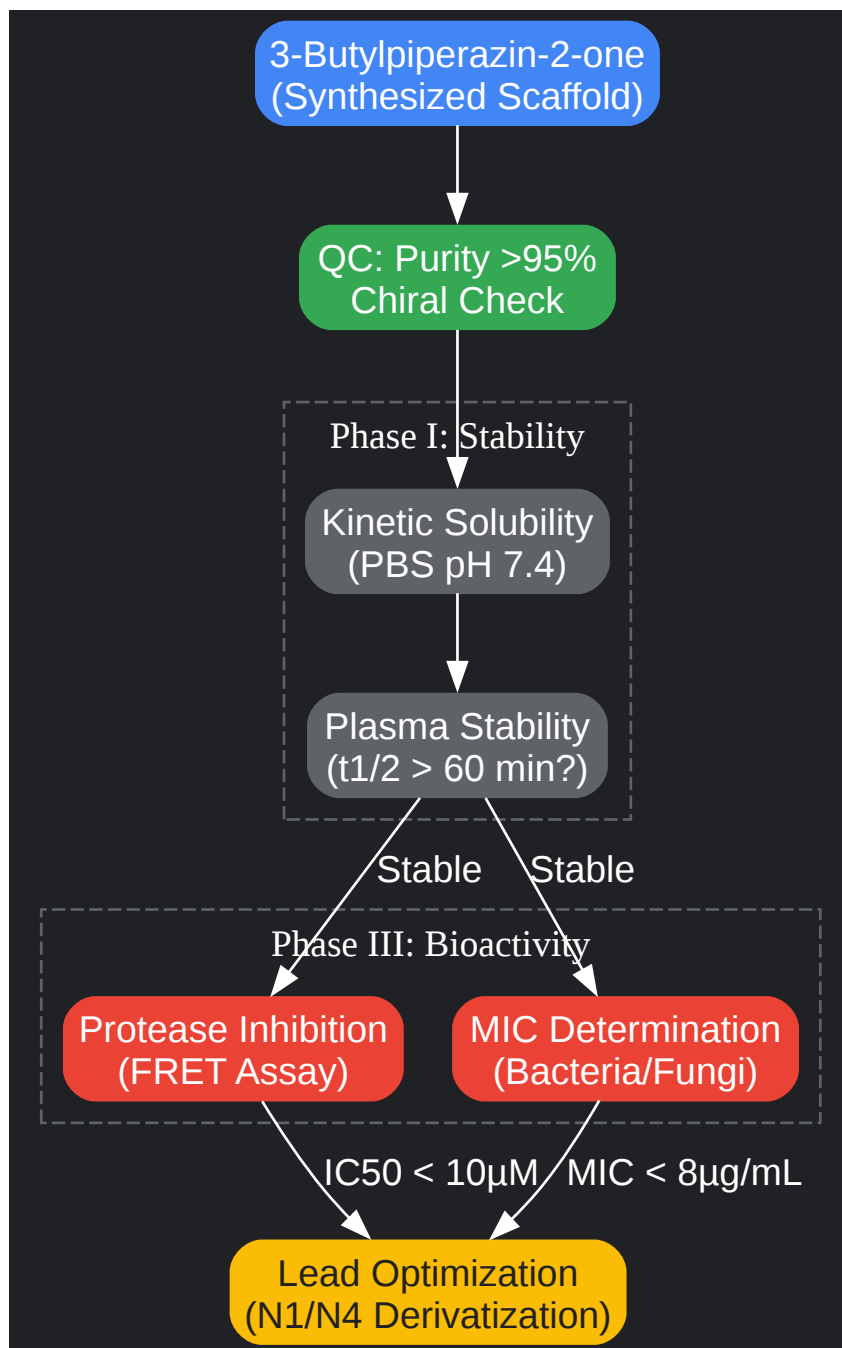 3-Butylpiperazin-2-one
(Synthesized Scaffold)
QC: Purity >95%
Chiral Check
Phase I: Stability
Kinetic Solubility
(PBS pH 7.4)
Plasma Stability
(t1/2 > 60 min?)
Stable
Stable
Phase III: Bioactivity
Protease Inhibition
(FRET Assay)
MIC Determination
(Bacteria/Fungi)
IC50 < 10µM
MIC < 8µg/mL
Lead Optimization
(N1/N4 Derivatization)